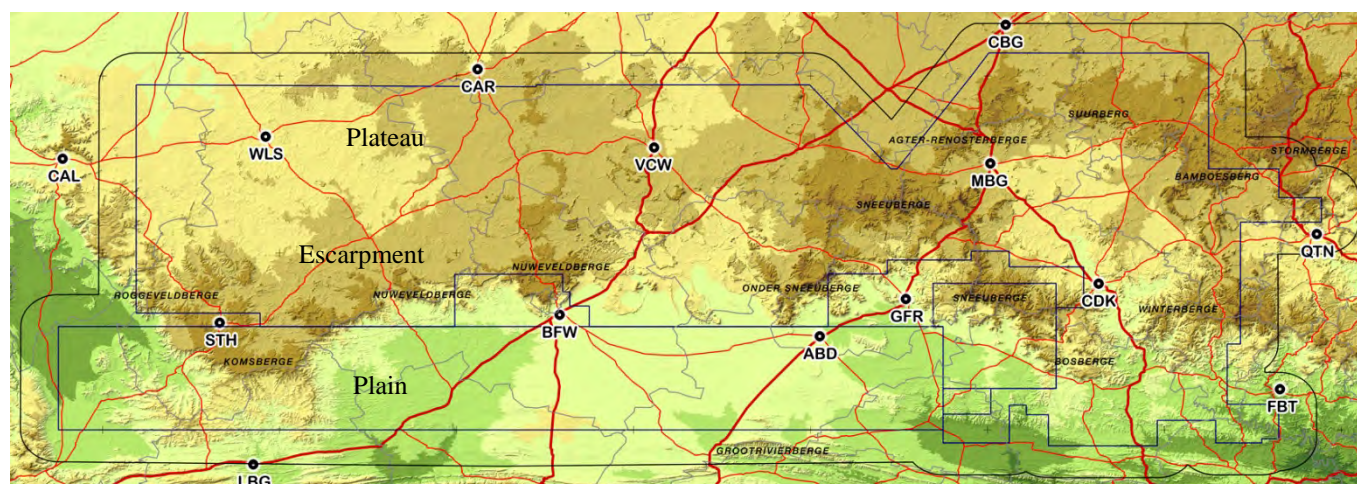 CBG
CAR
Plateau
SUURBERG
WLS
VCW
AGTER-RENOSTERBERGE
STORMBERGE
CAL
MBG
BAMBOESBERG
SNEEUBERGE
QTN
Escarpment
NUWEVELDBERGE
ROGGEVELDBERGE
NUWEVELDBERGE
ONDER SNEEUBERGE
SNEEUBERGE
CDK
GFR
WINTERBERGE
BFW
STH
ABD
KOMSBERGE
BOSBERGE
Plain
FBT
GROOTRIVIERBERGE
LBG